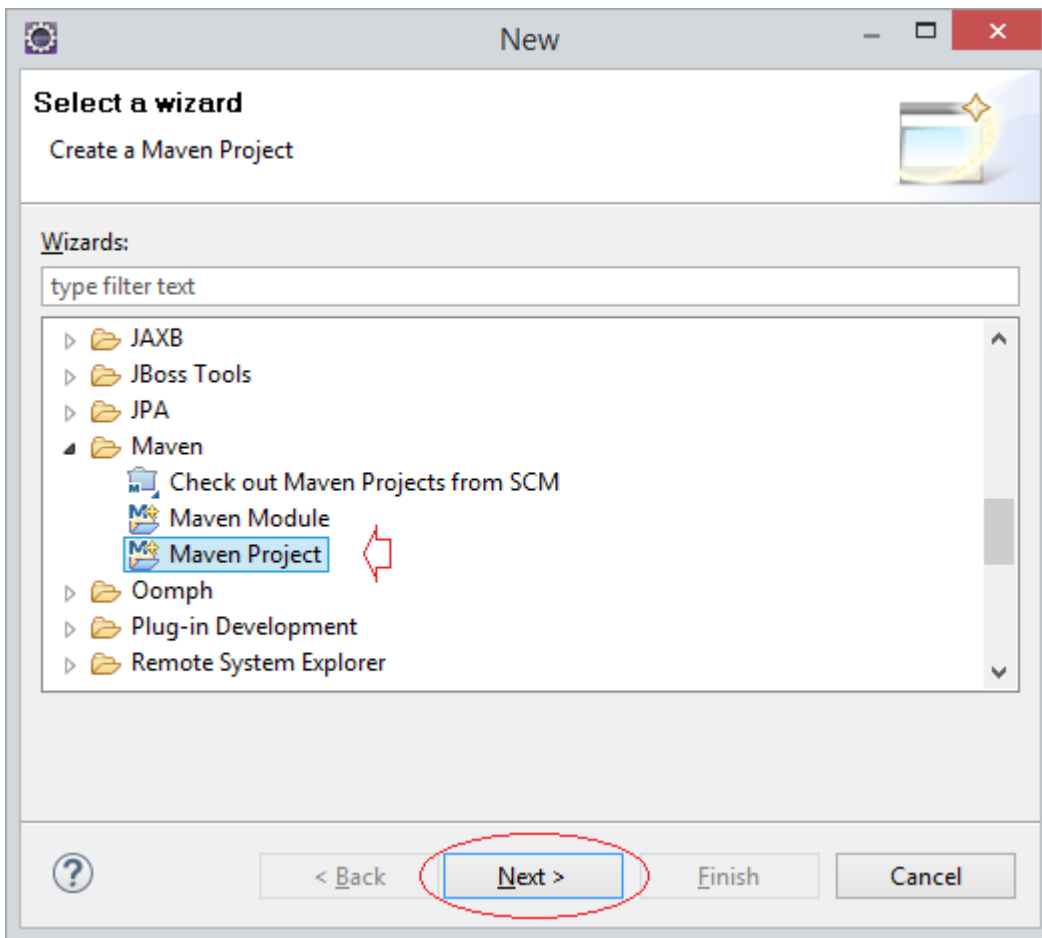 New
Select a wizard
Create a Maven Project
Wizards:
type filter text
JAXB
JBoss Tools
JPA
Maven
Check out Maven Projects from SCM
Maven Module
Maven Project
Oomph
Plug-in Development
Remote System Explorer
< Back Next > Finish Cancel